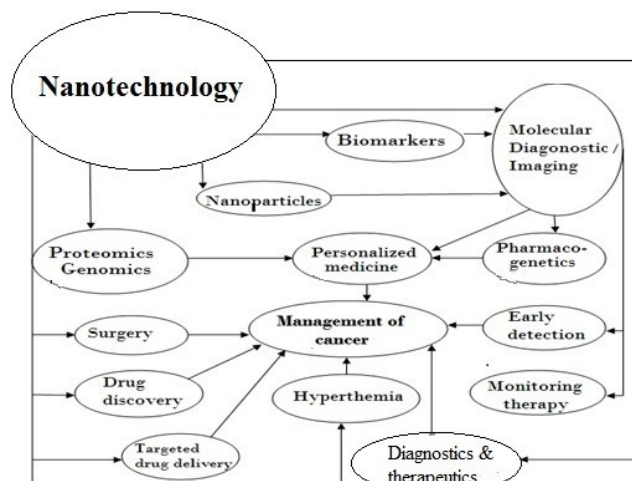 Nanotechnology
Biomarkers
Molecular
Diagonostic /
Imaging
Nanoparticles
Proteomics
Genomics
Personalized
medicine
Pharmaco-
genetics
Surgery
Management of
cancer
Early
detection
Drug
discovery
Hyperthemia
Monitoring
therapy
Targeted
drug delivery
Diagnostics &
therapeutics